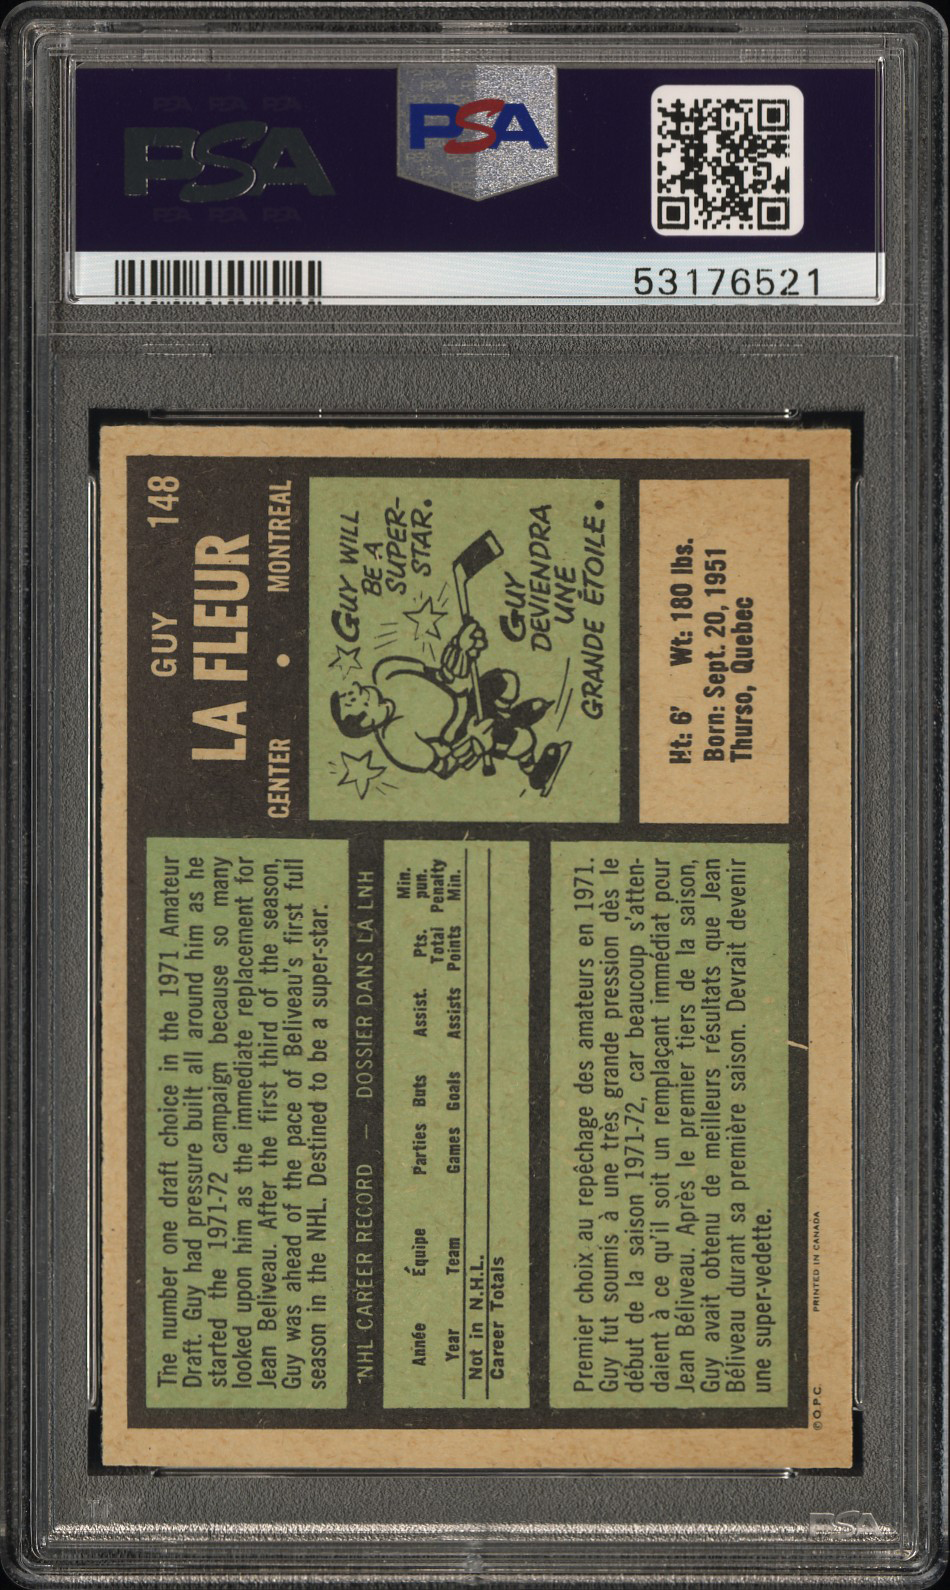 PSA
PSA
53176521
GUY 148
LA FLEUR
CENTER • MONTREAL
The number one draft choice in the 1971 Amateur
Draft. Guy had pressure built all around him as he
started the 1971-72 campaign because so many
looked upon him as the immediate replacement for
Jean Beliveau. After the first third of the season,
Guy was ahead of the pace of Beliveau's first full
season in the NHL. Destined to be a super-star.
GUY WILL
BE A
SUPER-
STAR.
GUY
DEVIENDRA
UNE
GRANDE ÉTOILE.
NHL CAREER RECORD – DOSSIER DANS LA LNH
Année Équipe Parties Buts Assist. Pts. Min. pun.
Year Team Games Goals Assists Total Points Penalty Min.
Not in N.H.L.
Career Totals
Ht: 6' Wt: 180 lbs.
Born: Sept. 20, 1951
Thurso, Quebec
Premier choix au repêchage des amateurs en 1971.
Guy fut soumis à une très grande pression dès le
début de la saison 1971-72, car beaucoup s'atten-
daient à ce qu'il soit un remplaçant immédiat pour
Jean Béliveau. Après le premier tiers de la saison,
Guy avait obtenu de meilleurs résultats que Jean
Béliveau durant sa première saison. Devrait devenir
une super-vedette.
© O.P.C. PRINTED IN CANADA
PSA